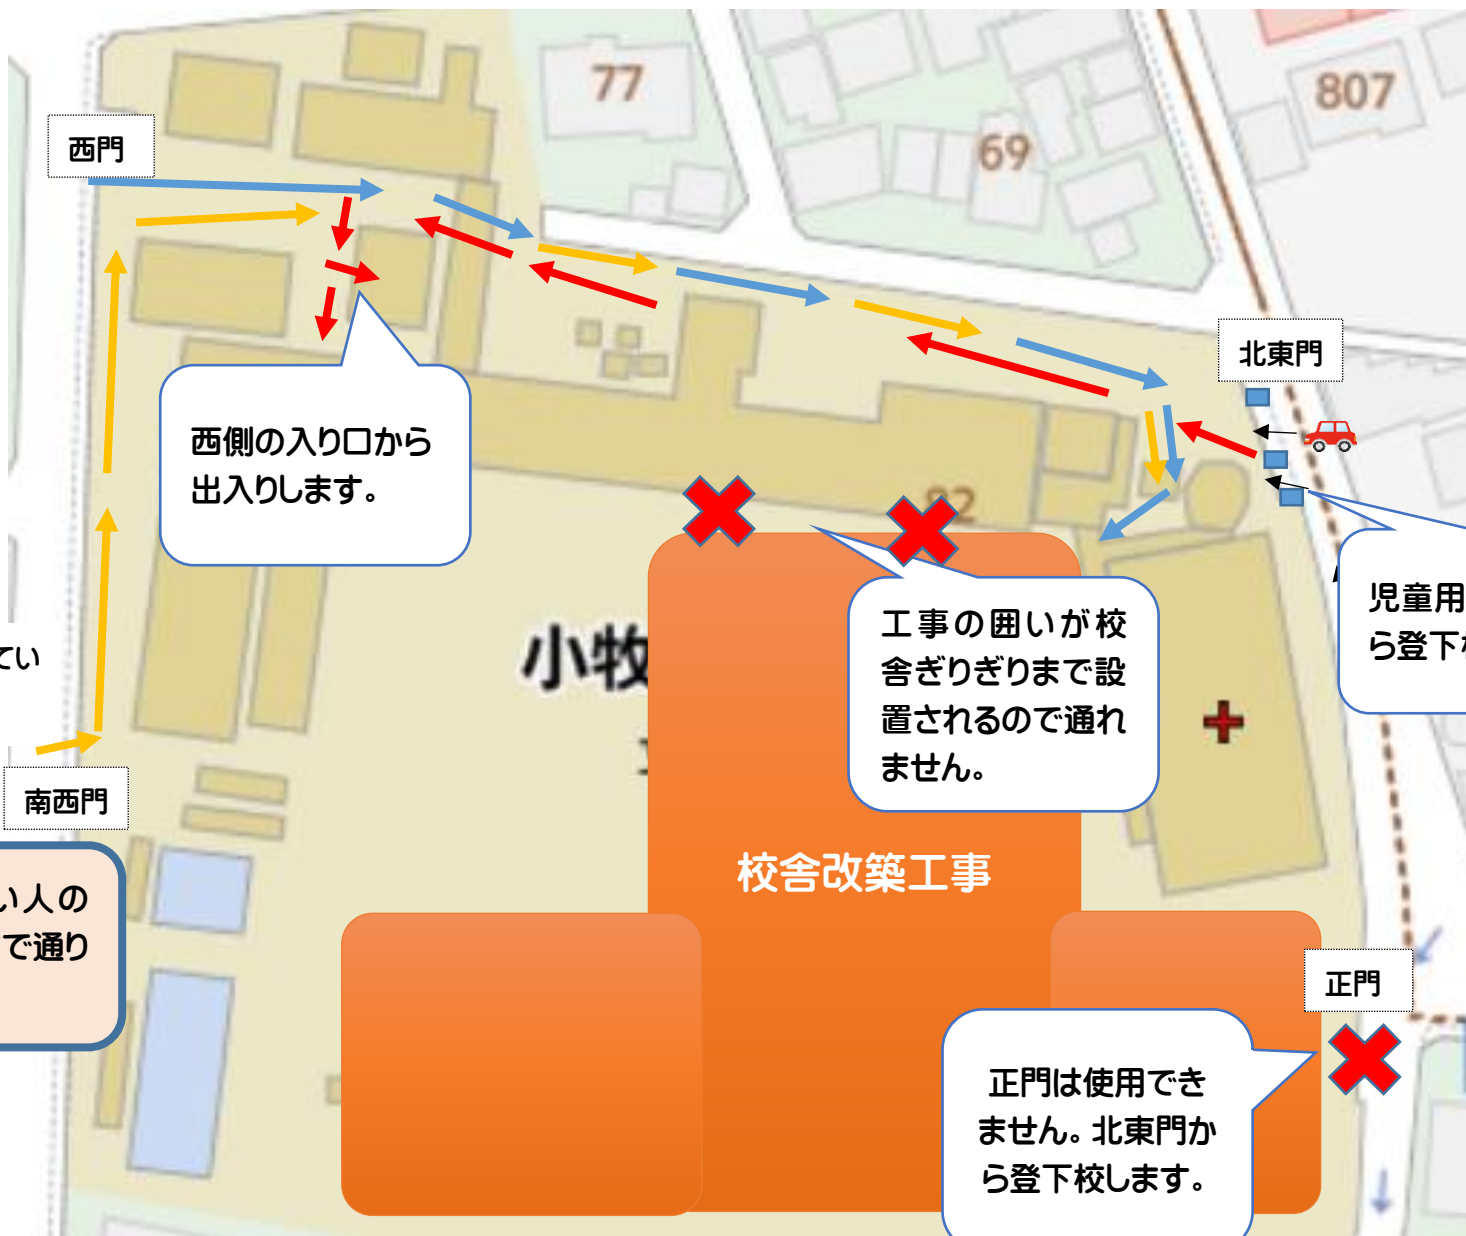 77
807
69
西門
北東門
西側の入り口から
出入りします。
82
工事の囲いが校
舎ぎりぎりまで設
置されるので通れ
ません。
児童用
ら登下
小牧
てい
南西門
い人の
で通り
校舎改築工事
正門
正門は使用でき
ません。北東門か
ら登下校します。